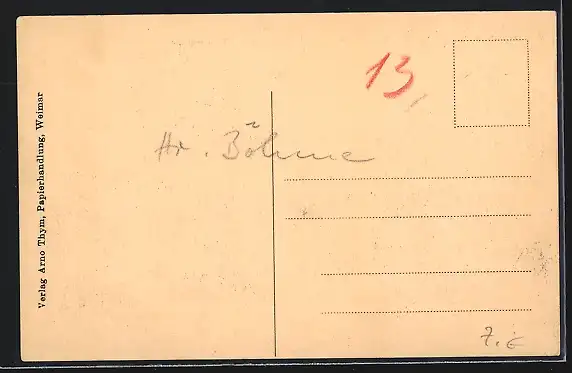 Verlag Arno Thym, Papierhandlung, Weimar
13
Hr. Böhme
7.€